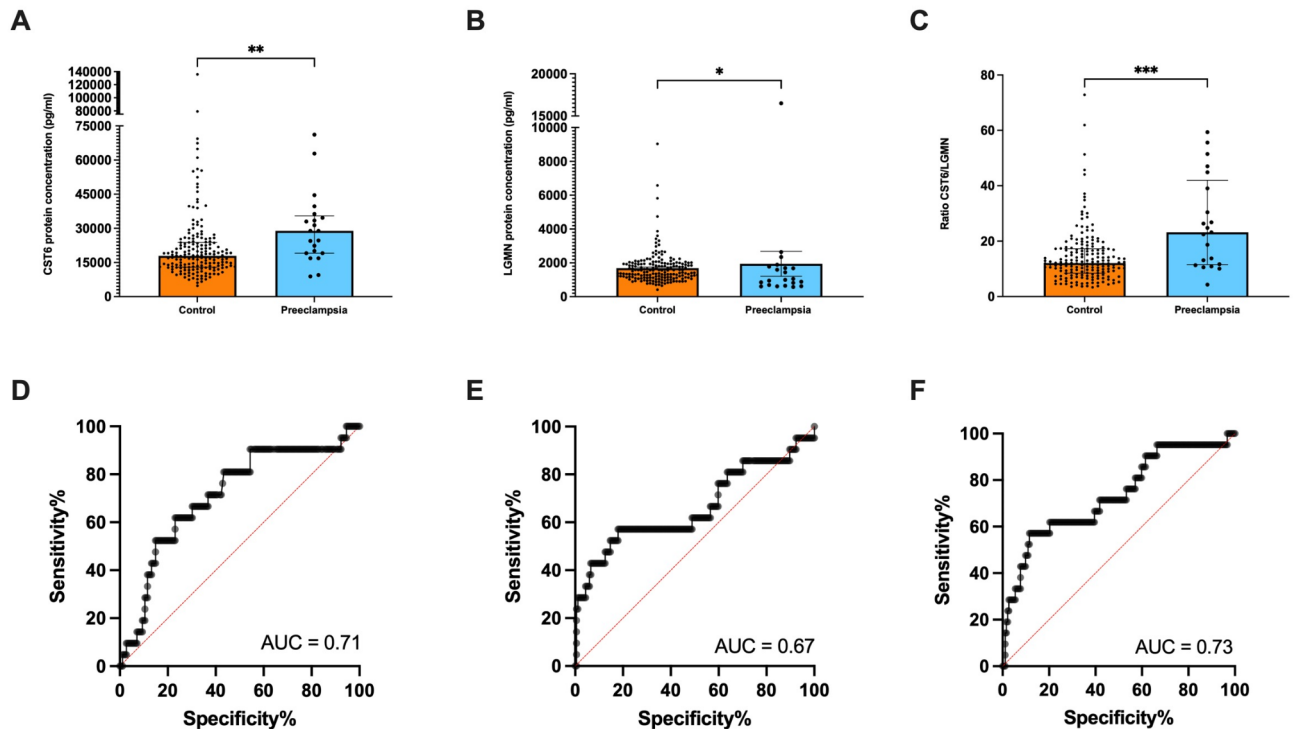 A
**
CST6 protein concentration (pg/ml)
140000
120000
100000
80000
75000
60000
45000
30000
15000
0
Control
Preeclampsia
B
*
LGMN protein concentration (pg/ml)
20000
15000
10000
8000
6000
4000
2000
0
Control
Preeclampsia
C
***
Ratio CST6/LGMN
80
60
40
20
0
Control
Preeclampsia
D
Sensitivity%
100
80
60
40
20
0
AUC = 0.71
0 20 40 60 80 100
Specificity%
E
Sensitivity%
100
80
60
40
20
0
AUC = 0.67
0 20 40 60 80 100
Specificity%
F
Sensitivity%
100
80
60
40
20
0
AUC = 0.73
0 20 40 60 80 100
Specificity%